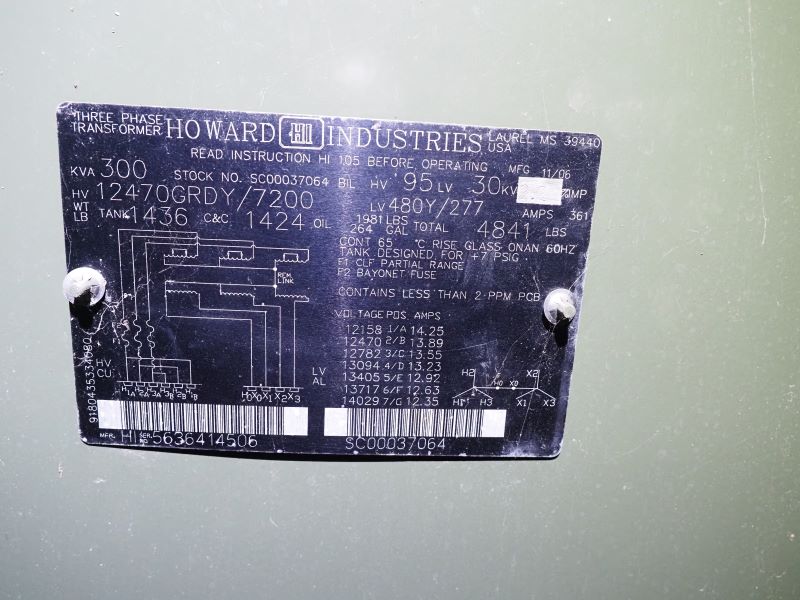 THREE PHASE TRANSFORMER HOWARD HI INDUSTRIES LAUREL MS 39440 USA
READ INSTRUCTION HI 1.05 BEFORE OPERATING MFG 11/06
KVA 300 STOCK NO. SC00037064 BIL HV 95 LV 30
HV 12470GRDY/7200 LV 480Y/277 AMPS 361
WT LB TANK 1436 C&C 1424 OIL 1981 LBS 264 GAL TOTAL 4841 LBS
CONT 65 °C RISE GLASS ONAN 60HZ
TANK DESIGNED FOR +7 PSIG
F1 CLF PARTIAL RANGE
F2 BAYONET FUSE
REM. LINK
CONTAINS LESS THAN 2 PPM PCB
VOLTAGE POS. AMPS
12158 1/A 14.25
12470 2/B 13.89
12782 3/C 13.55
13094 4/D 13.23
13405 5/E 12.92
13717 6/F 12.63
14029 7/G 12.35
HV CU
LV AL
X0 X1 X2 X3
H2 X2
H0 X0
H1 H3 X1 X3
MFR. HI SER. NO. 5636414506
SC00037064